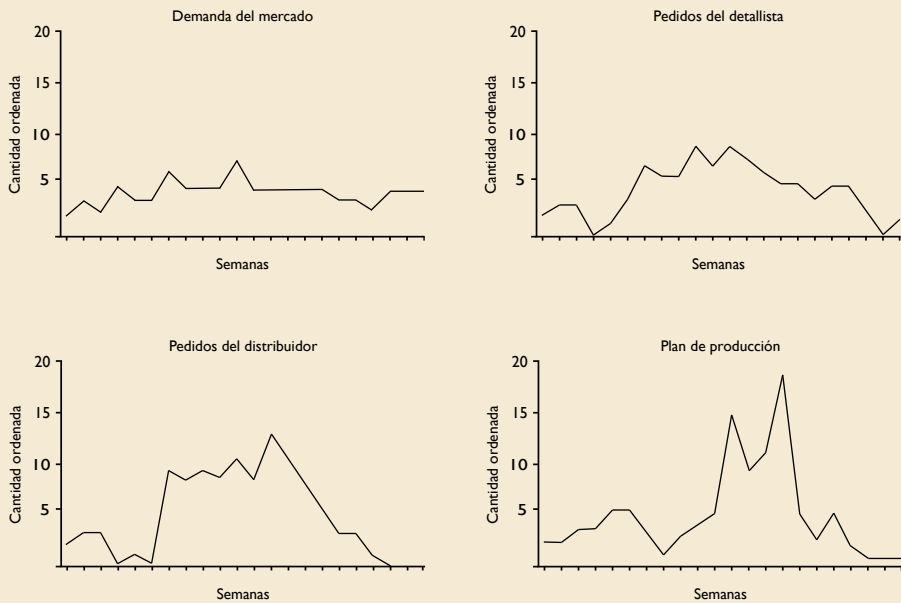 Demanda del mercado
20
15
10
5
Cantidad ordenada
Semanas
Pedidos del detallista
20
15
10
5
Cantidad ordenada
Semanas
Pedidos del distribuidor
20
15
10
5
Cantidad ordenada
Semanas
Plan de producción
20
15
10
5
Cantidad ordenada
Semanas